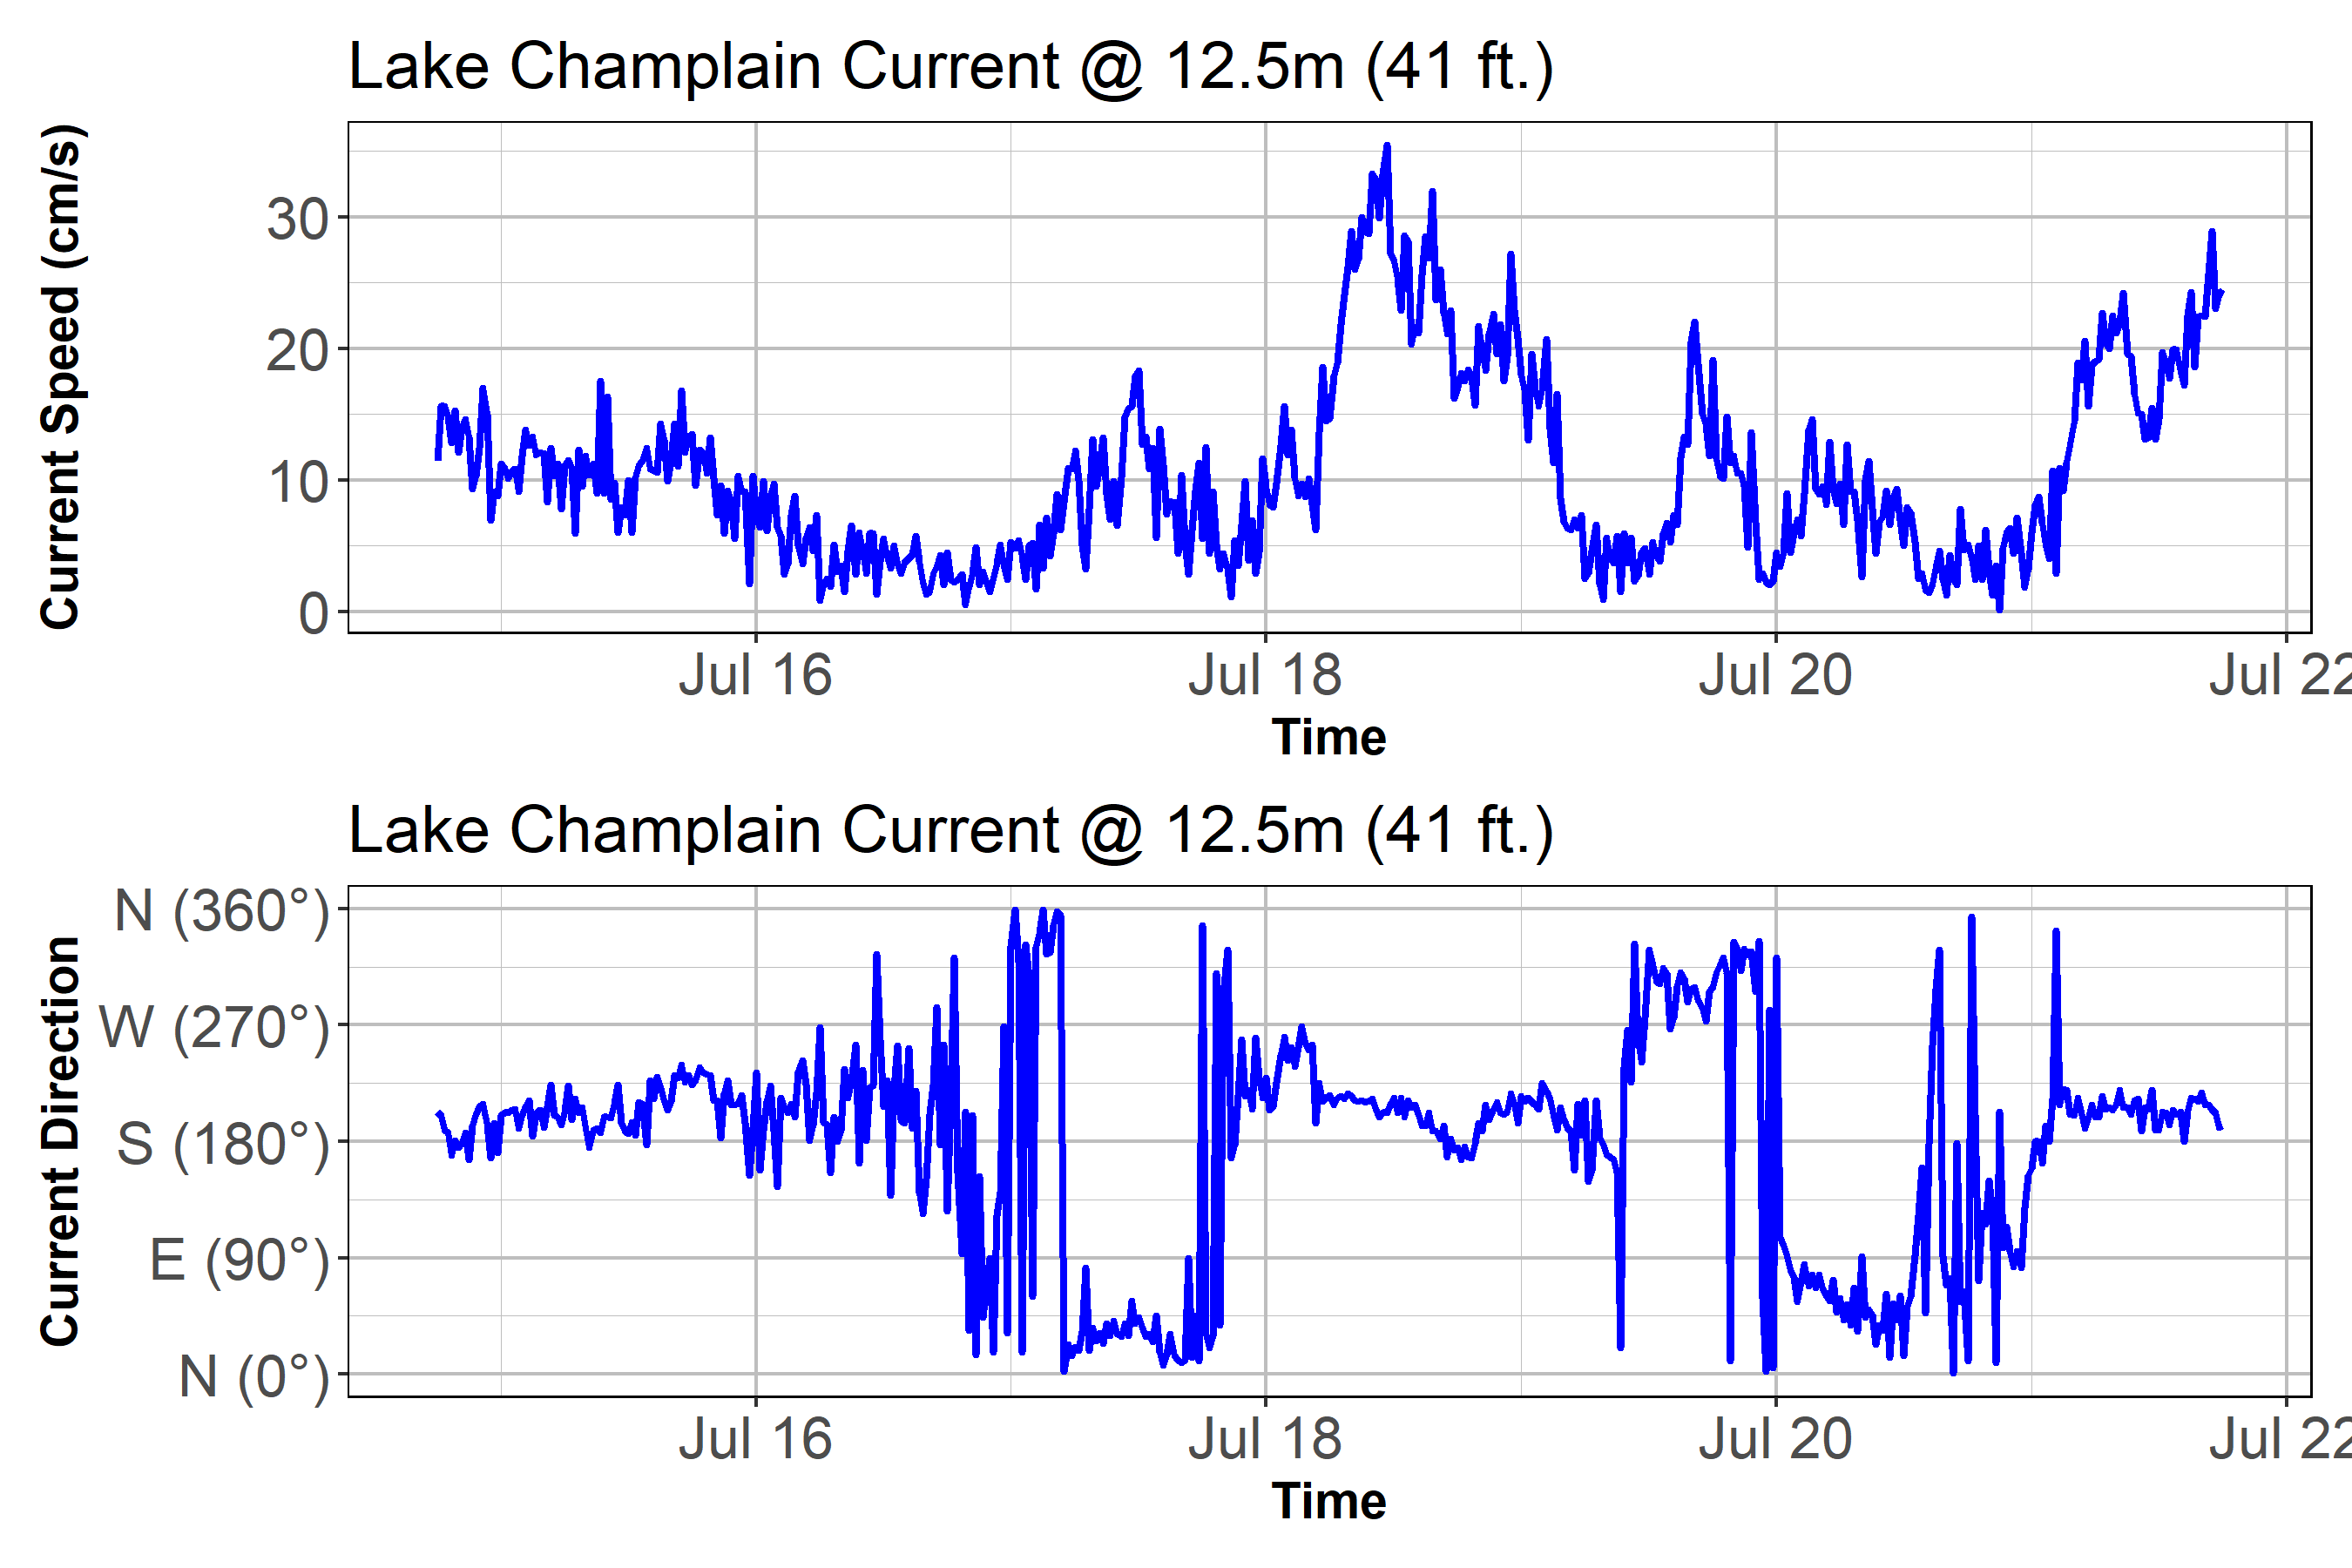 Lake Champlain Current @ 12.5m (41 ft.)
Current Speed (cm/s)
30
20
10
0
Jul 16
Jul 18
Jul 20
Jul 22
Time
Lake Champlain Current @ 12.5m (41 ft.)
Current Direction
N (360°)
W (270°)
S (180°)
E (90°)
N (0°)
Jul 16
Jul 18
Jul 20
Jul 22
Time